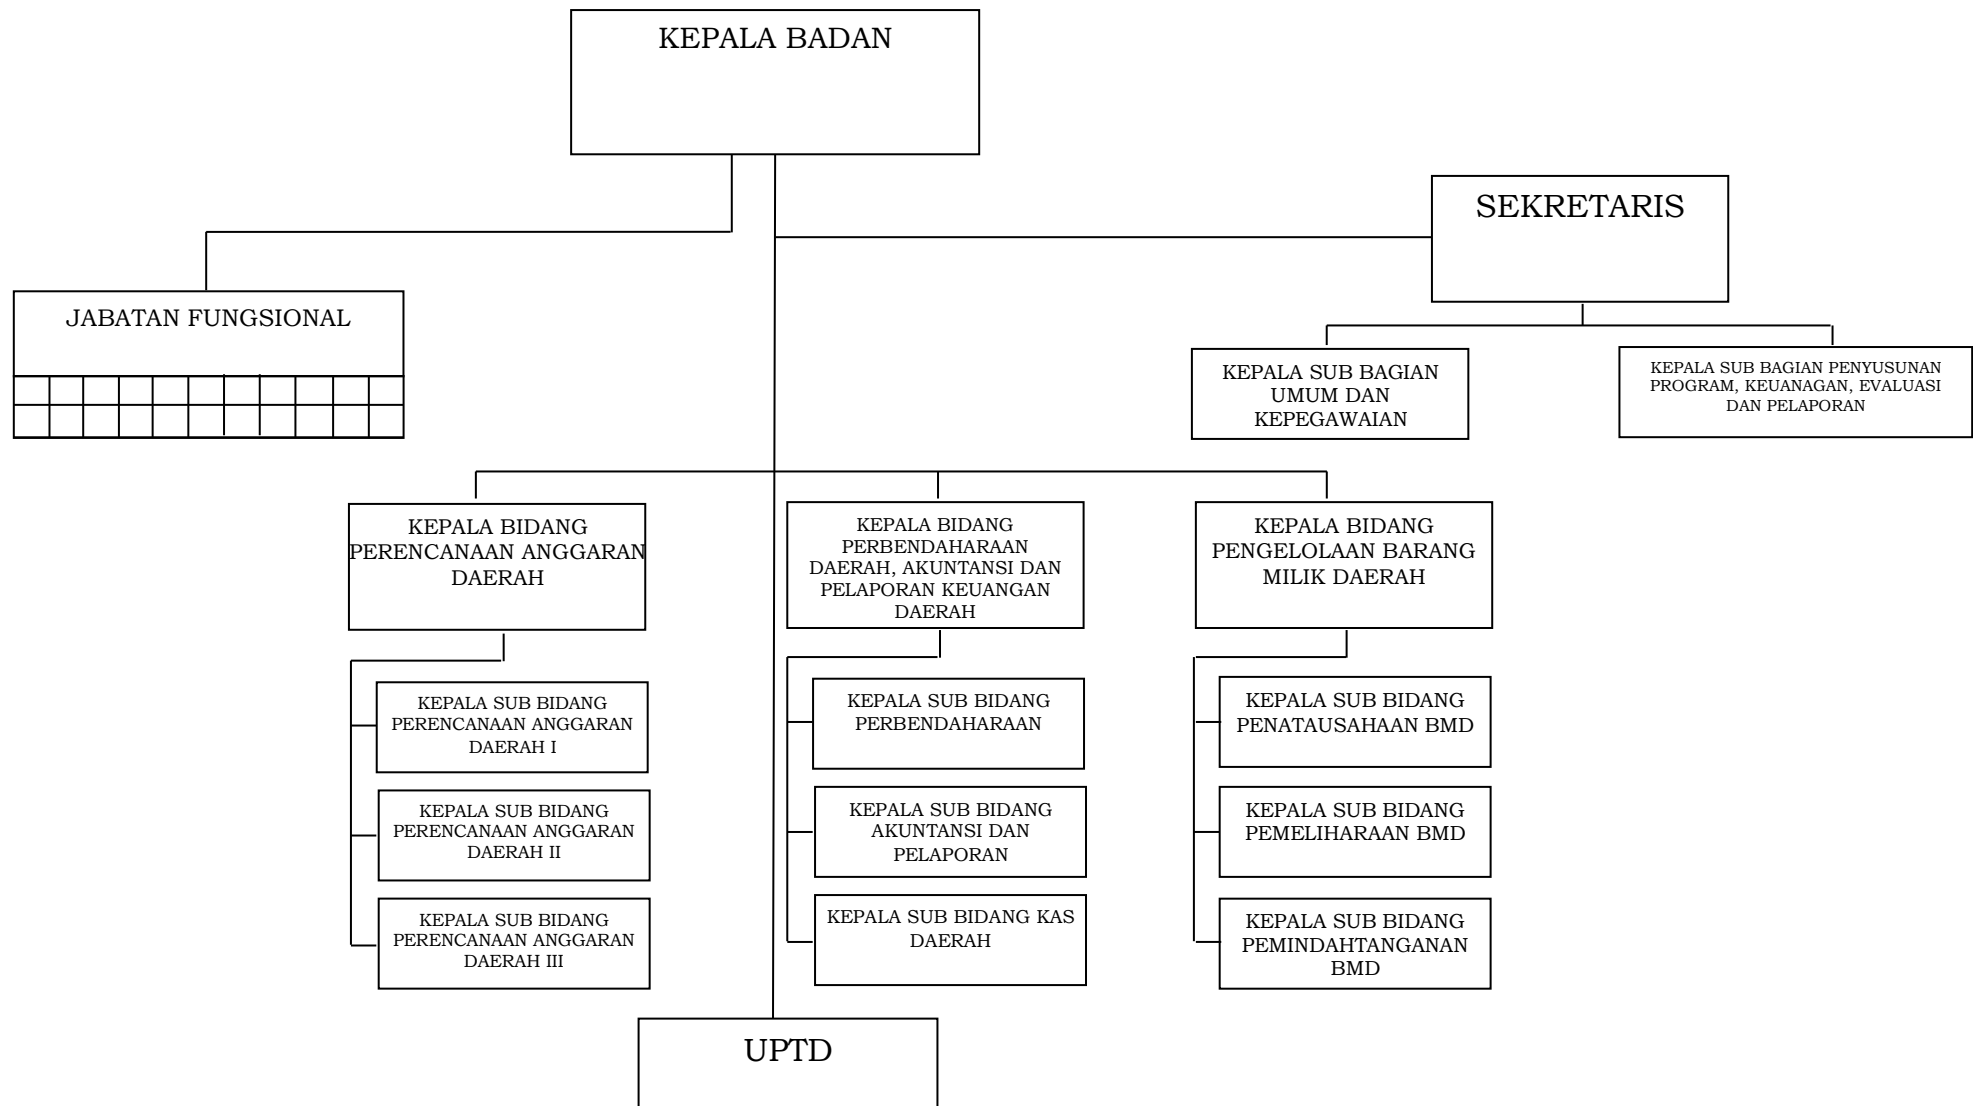 KEPALA BADAN
SEKRETARIS
JABATAN FUNGSIONAL
KEPALA SUB BAGIAN
UMUM DAN
KEPEGAWAIAN
KEPALA SUB BAGIAN PENYUSUNAN
PROGRAM, KEUANAGAN, EVALUASI
DAN PELAPORAN
KEPALA BIDANG
PERENCANAAN ANGGARAN
DAERAH
KEPALA BIDANG
PERBENDAHARAAN
DAERAH, AKUNTANSI DAN
PELAPORAN KEUANGAN
DAERAH
KEPALA BIDANG
PENGELOLAAN BARANG
MILIK DAERAH
KEPALA SUB BIDANG
PERENCANAAN ANGGARAN
DAERAH I
KEPALA SUB BIDANG
PERENCANAAN ANGGARAN
DAERAH II
KEPALA SUB BIDANG
PERENCANAAN ANGGARAN
DAERAH III
KEPALA SUB BIDANG
PERBENDAHARAAN
KEPALA SUB BIDANG
AKUNTANSI DAN
PELAPORAN
KEPALA SUB BIDANG KAS
DAERAH
KEPALA SUB BIDANG
PENATAUSAHAAN BMD
KEPALA SUB BIDANG
PEMELIHARAAN BMD
KEPALA SUB BIDANG
PEMINDAHTANGANAN
BMD
UPTD